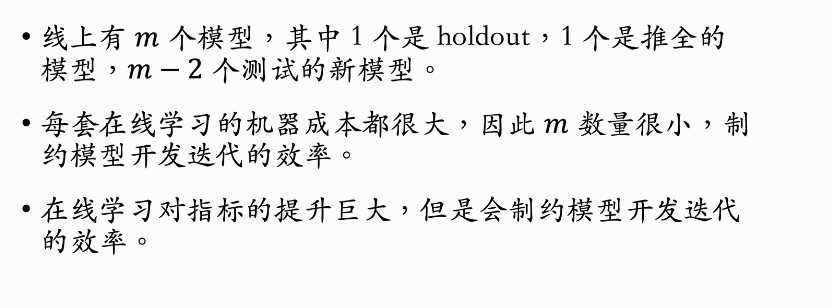 • 线上有 m 个模型，其中 1 个是 holdout，1 个是推全的
模型，m − 2 个测试的新模型。
• 每套在线学习的机器成本都很大，因此 m 数量很小，制
约模型开发迭代的效率。
• 在线学习对指标的提升巨大，但是会制约模型开发迭代
的效率。